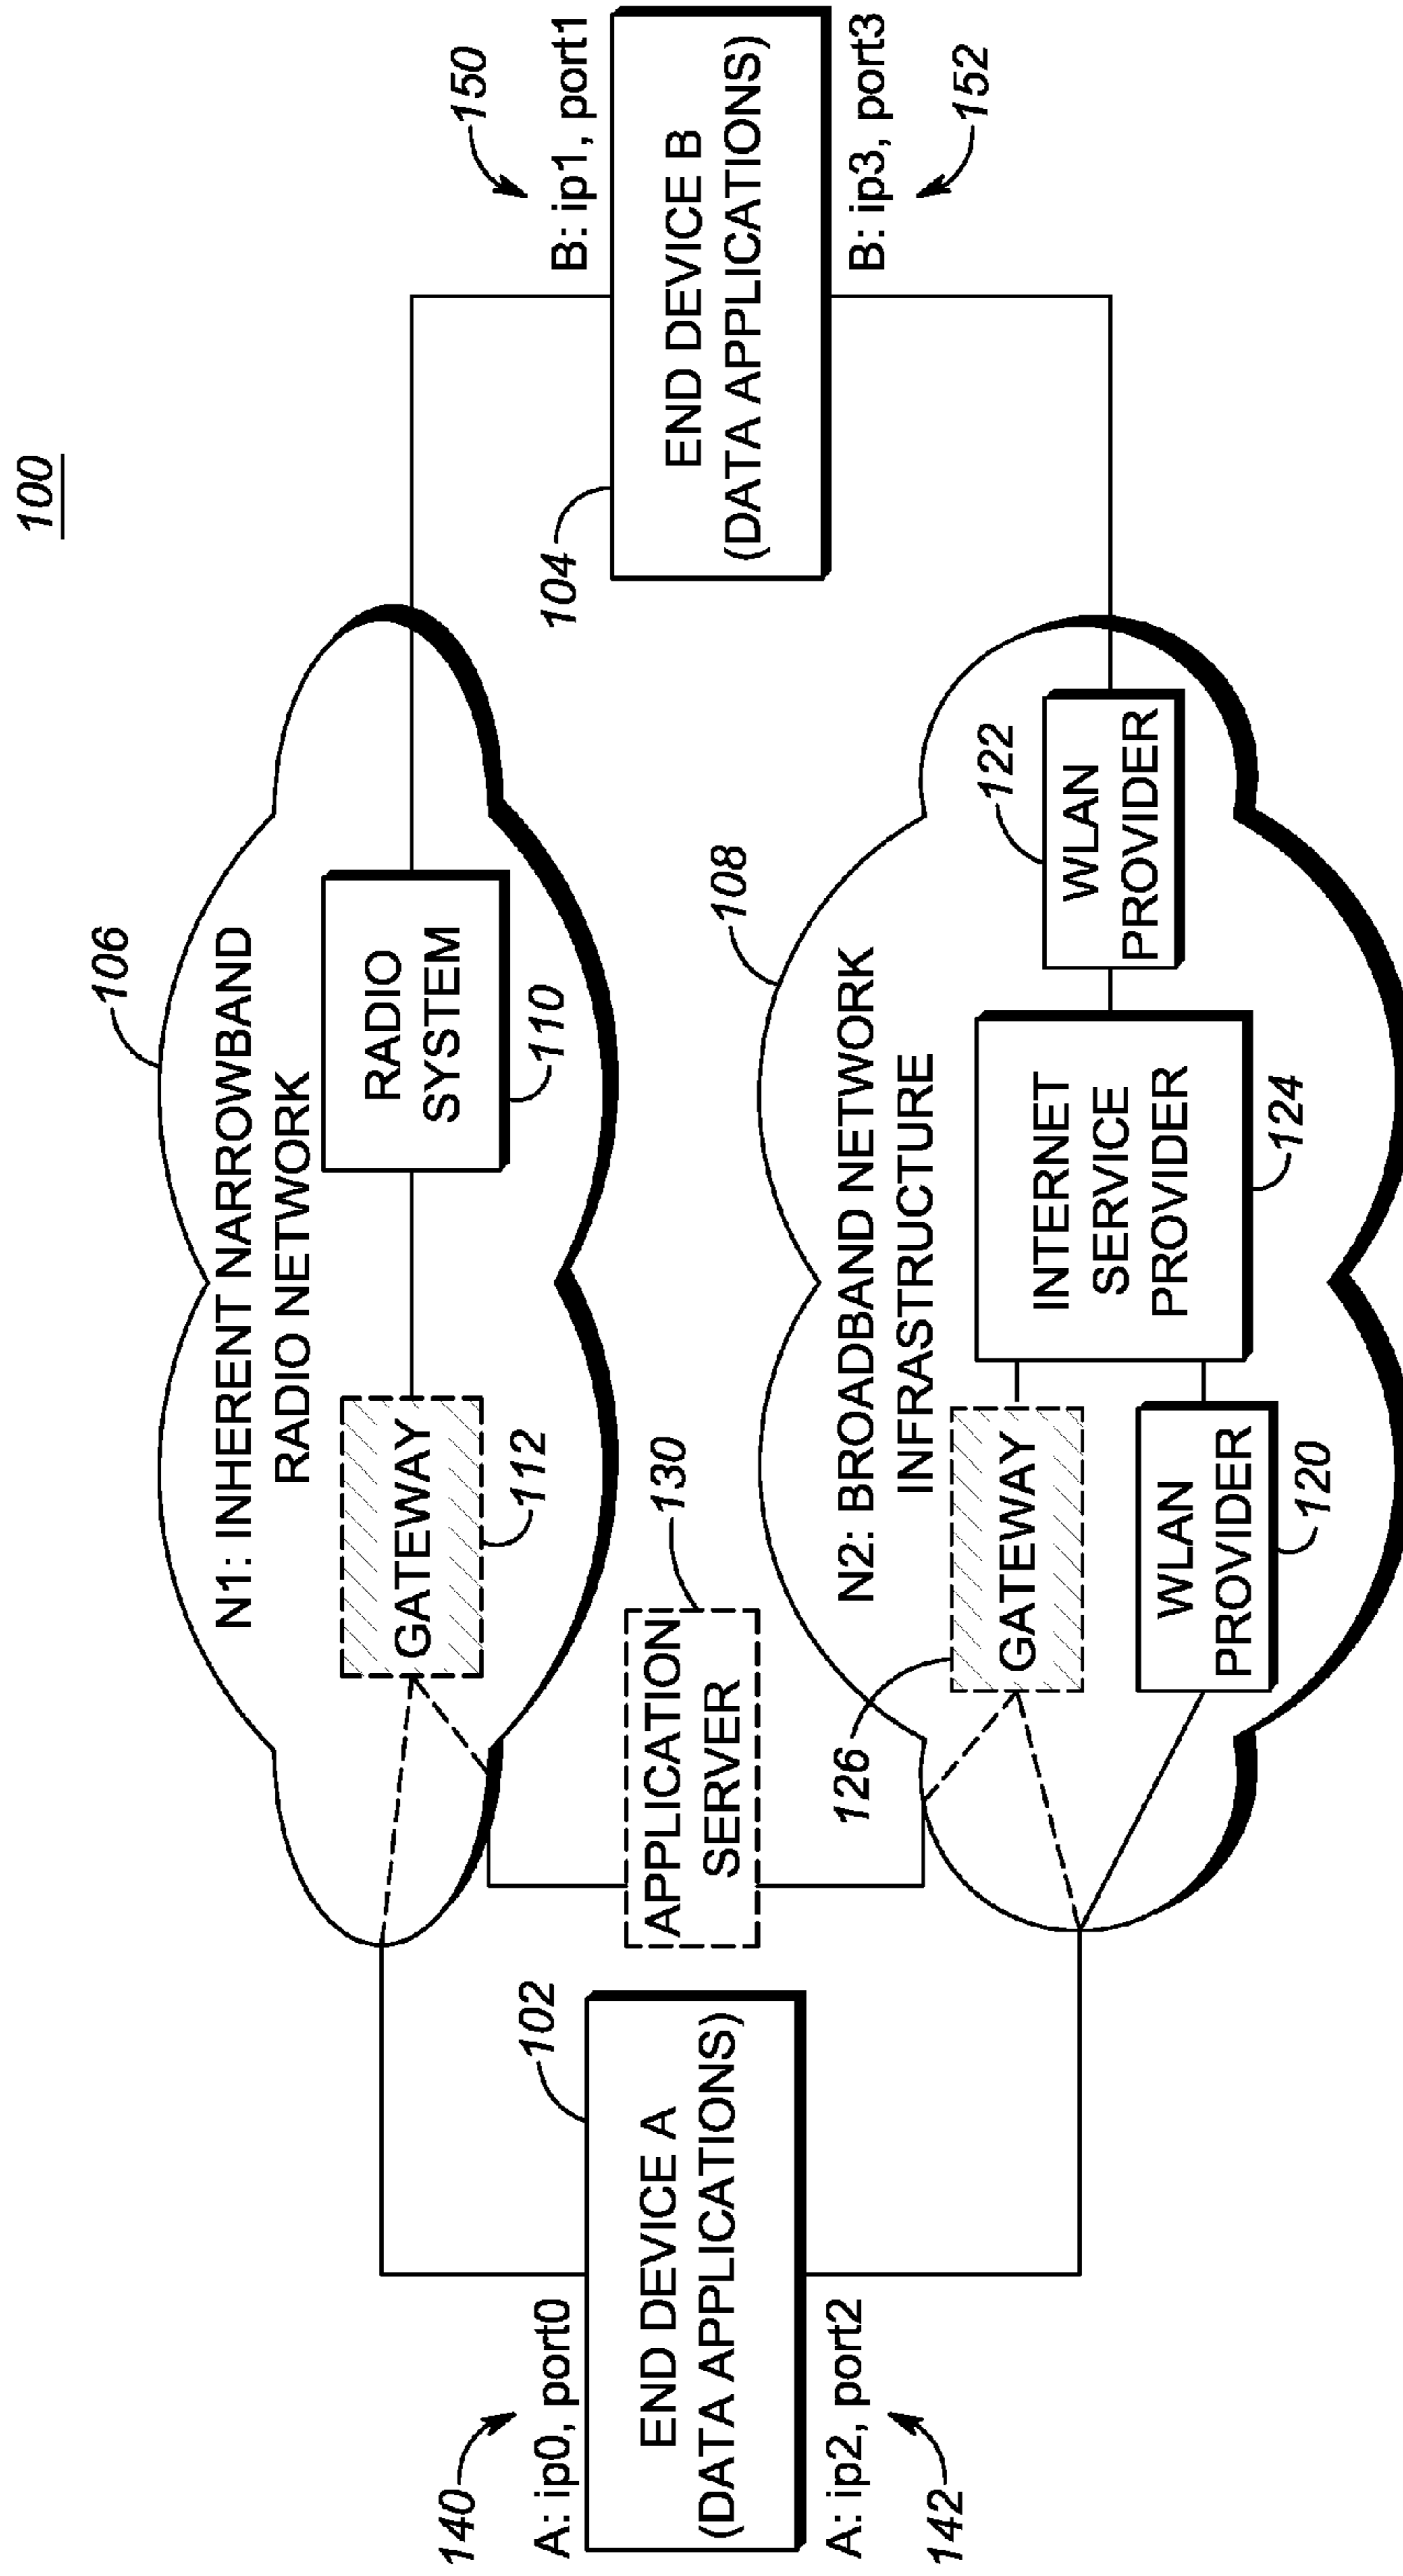 100
106
N1: INHERENT NARROWBAND
RADIO NETWORK
GATEWAY
112
RADIO
SYSTEM
110
140
A: ip0, port0
102
END DEVICE A
(DATA APPLICATIONS)
A: ip2, port2
142
APPLICATION
SERVER
130
150
B: ip1, port1
104
END DEVICE B
(DATA APPLICATIONS)
B: ip3, port3
152
108
N2: BROADBAND NETWORK
INFRASTRUCTURE
126
GATEWAY
WLAN
PROVIDER
120
INTERNET
SERVICE
PROVIDER
124
122
WLAN
PROVIDER